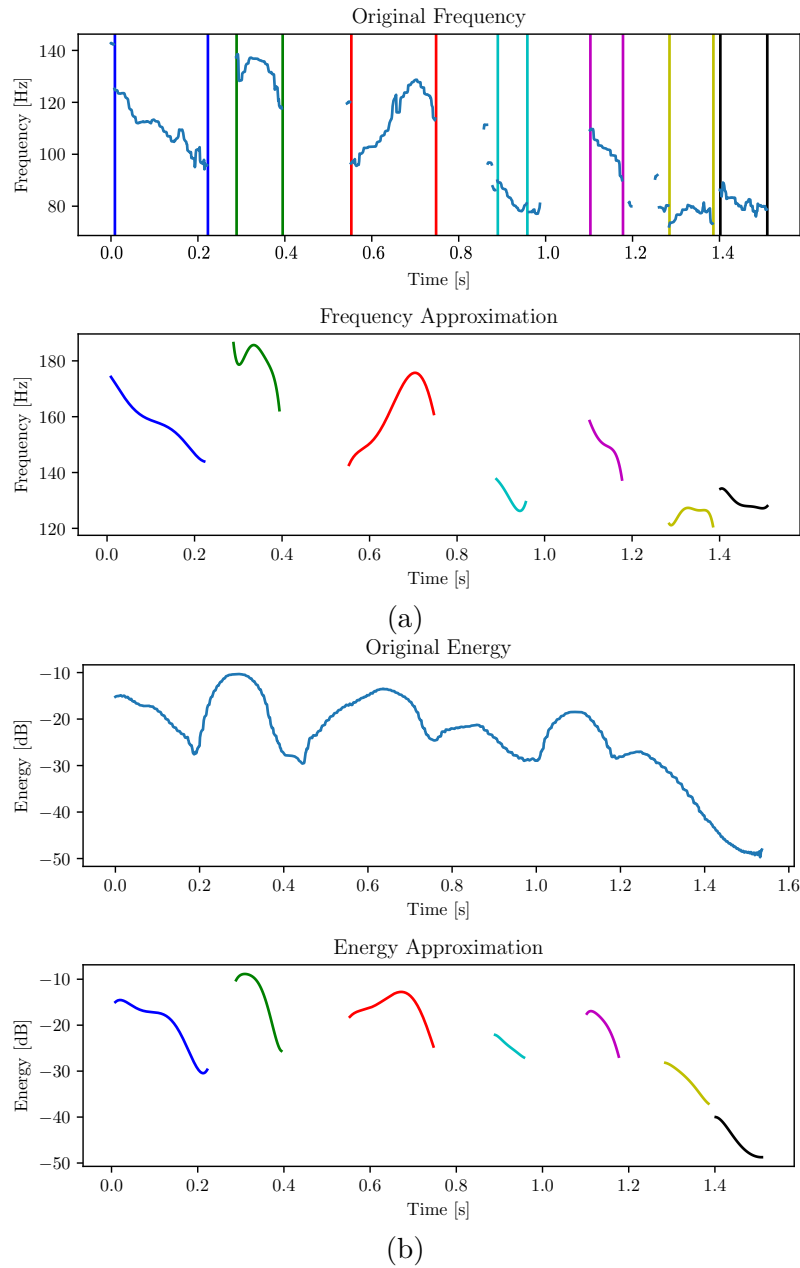 Original Frequency
140
120
100
80
Frequency [Hz]
0.0 0.2 0.4 0.6 0.8 1.0 1.2 1.4
Time [s]
Frequency Approximation
180
160
140
120
Frequency [Hz]
0.0 0.2 0.4 0.6 0.8 1.0 1.2 1.4
Time [s]
(a)
Original Energy
−10
−20
−30
−40
−50
Energy [dB]
0.0 0.2 0.4 0.6 0.8 1.0 1.2 1.4 1.6
Time [s]
Energy Approximation
−10
−20
−30
−40
−50
Energy [dB]
0.0 0.2 0.4 0.6 0.8 1.0 1.2 1.4
Time [s]
(b)